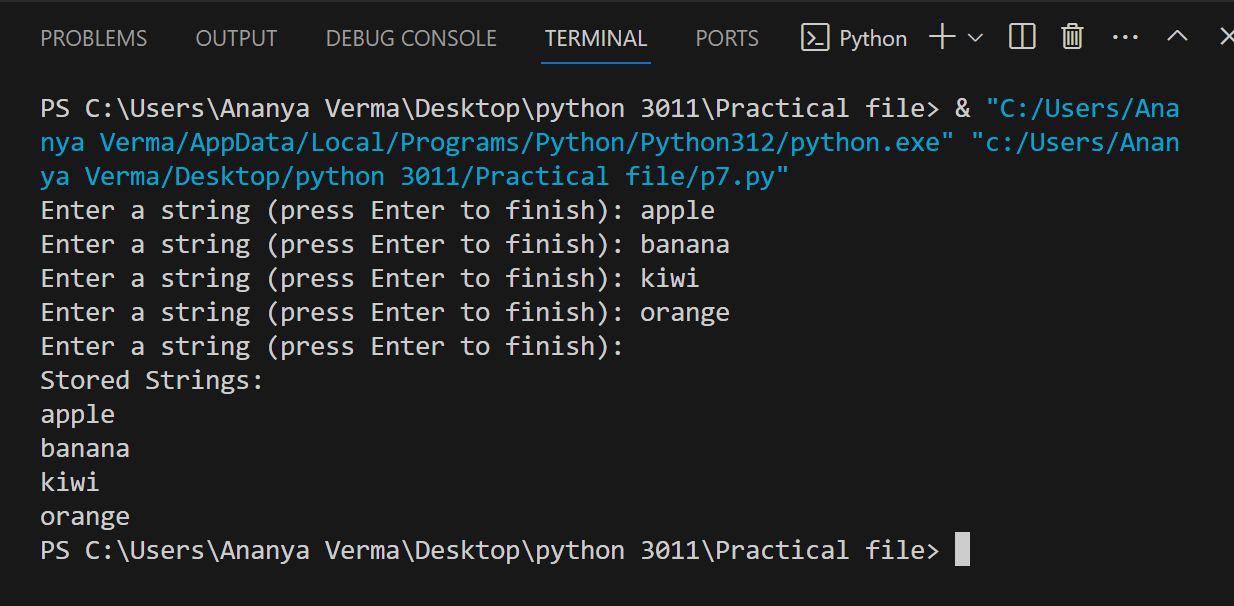 PROBLEMS OUTPUT DEBUG CONSOLE TERMINAL PORTS Python
PS C:\Users\Ananya Verma\Desktop\python 3011\Practical file> & "C:/Users/Ana
nya Verma/AppData/Local/Programs/Python/Python312/python.exe" "c:/Users/Anan
ya Verma/Desktop/python 3011/Practical file/p7.py"
Enter a string (press Enter to finish): apple
Enter a string (press Enter to finish): banana
Enter a string (press Enter to finish): kiwi
Enter a string (press Enter to finish): orange
Enter a string (press Enter to finish):
Stored Strings:
apple
banana
kiwi
orange
PS C:\Users\Ananya Verma\Desktop\python 3011\Practical file>